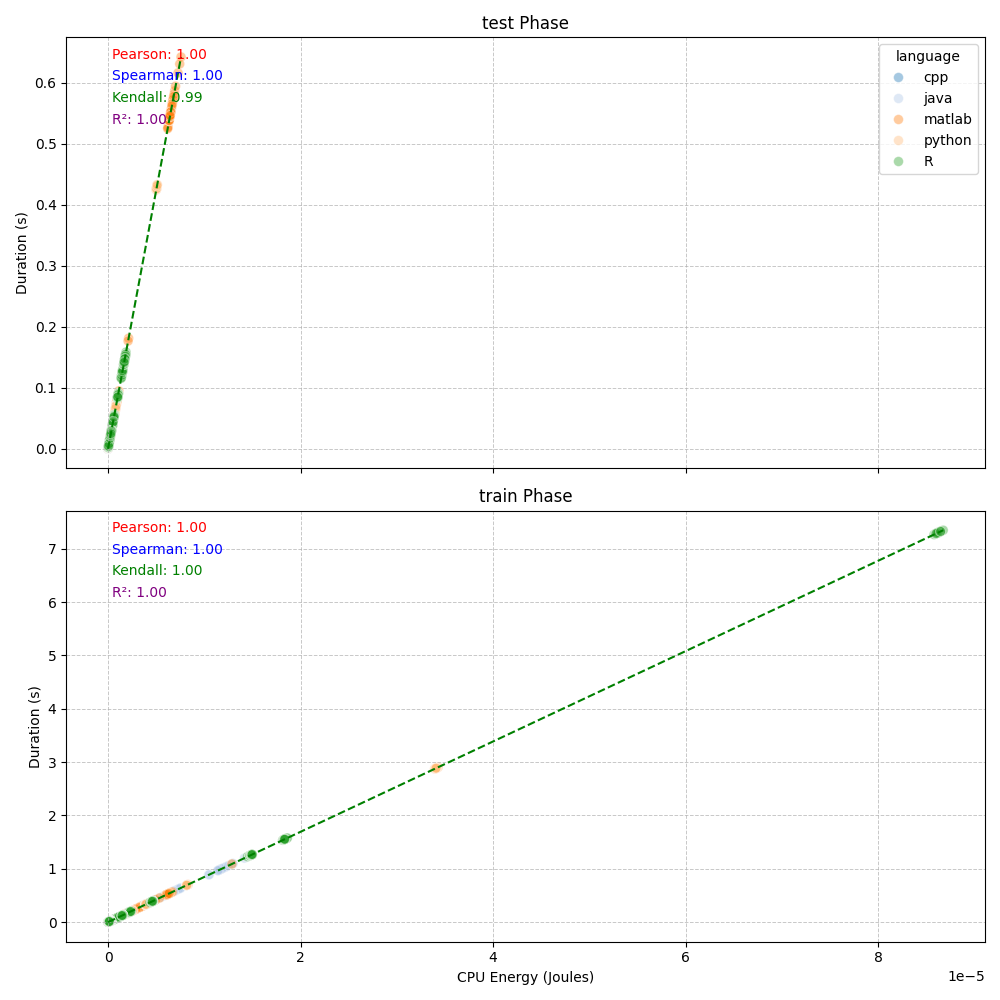 test Phase
Pearson: 1.00
Spearman: 1.00
Kendall: 0.99
R²: 1.00
language
cpp
java
matlab
python
R
0.6
0.5
0.4
0.3
0.2
0.1
0.0
Duration (s)
train Phase
Pearson: 1.00
Spearman: 1.00
Kendall: 1.00
R²: 1.00
7
6
5
4
3
2
1
0
Duration (s)
0 2 4 6 8
1e−5
CPU Energy (Joules)